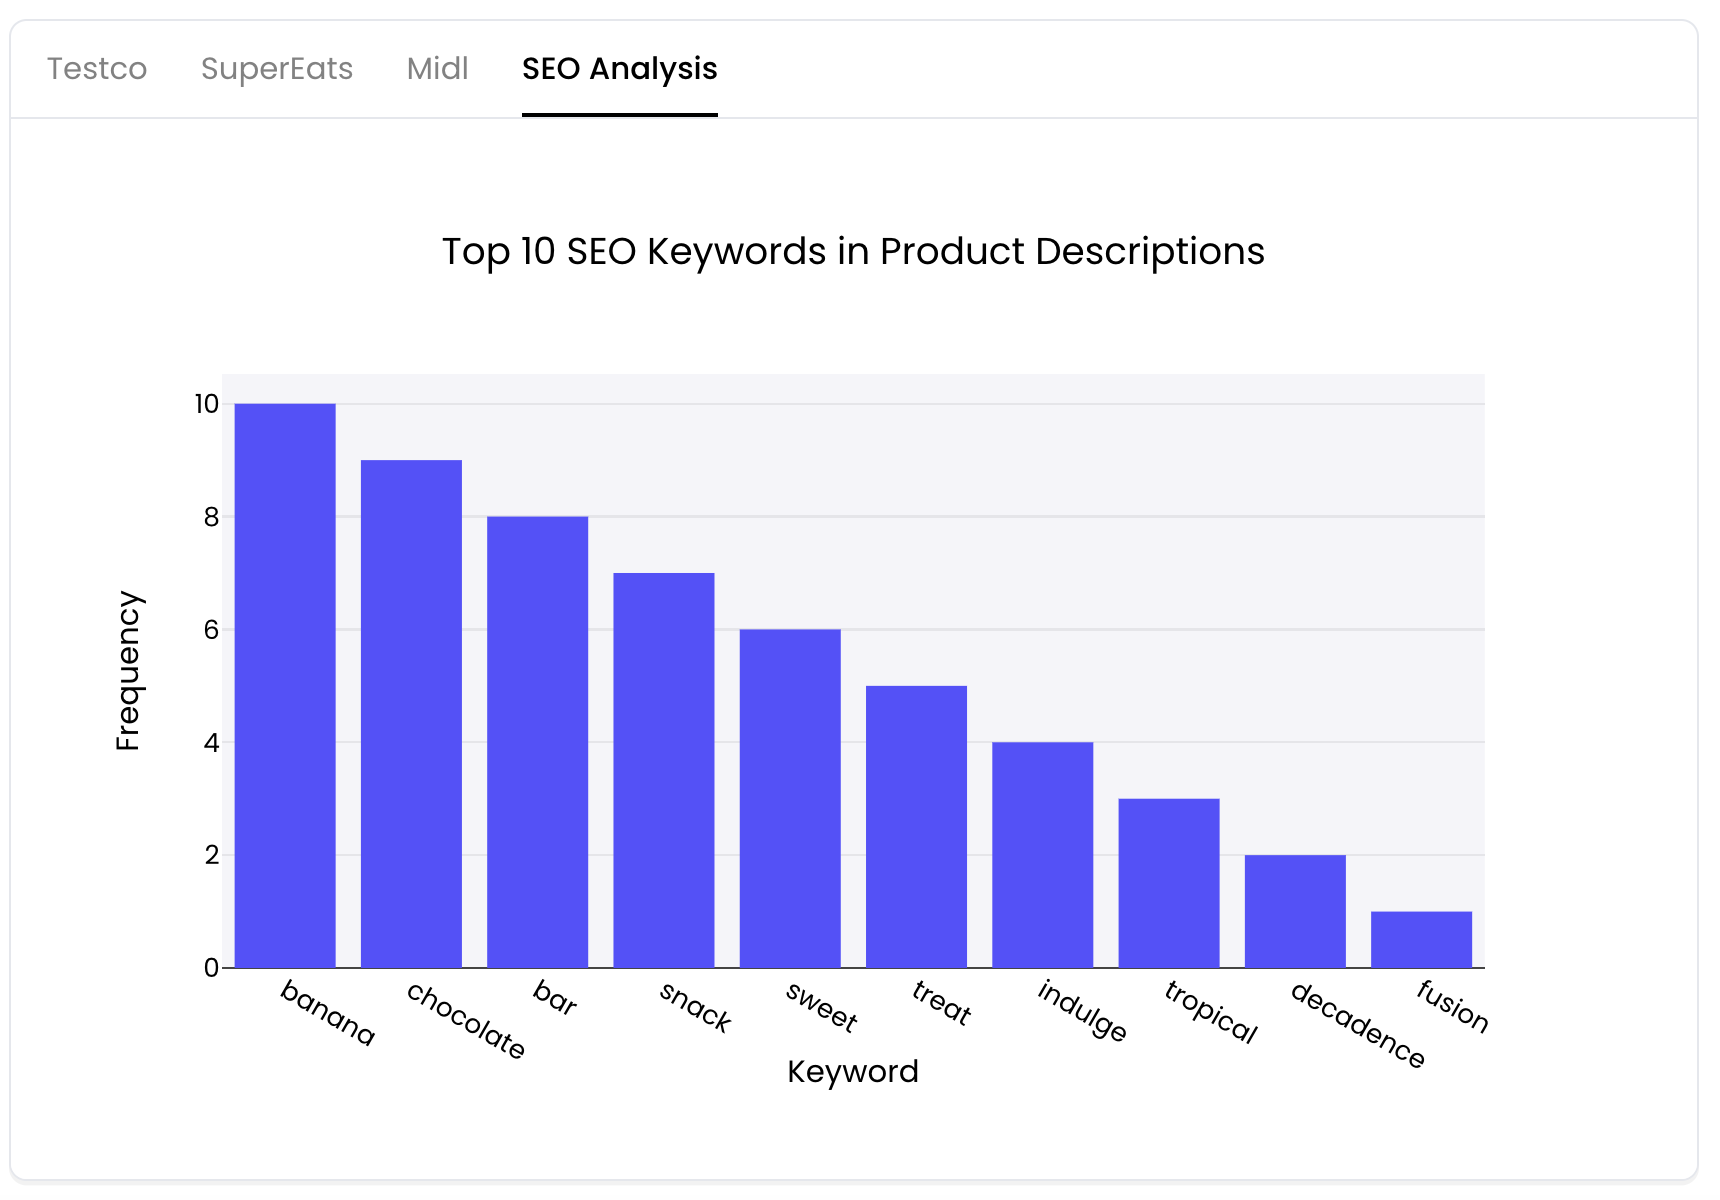 Testco SuperEats Midl SEO Analysis
Top 10 SEO Keywords in Product Descriptions
10
8
6
4
2
0
Frequency
banana chocolate bar snack sweet treat indulge tropical decadence fusion
Keyword